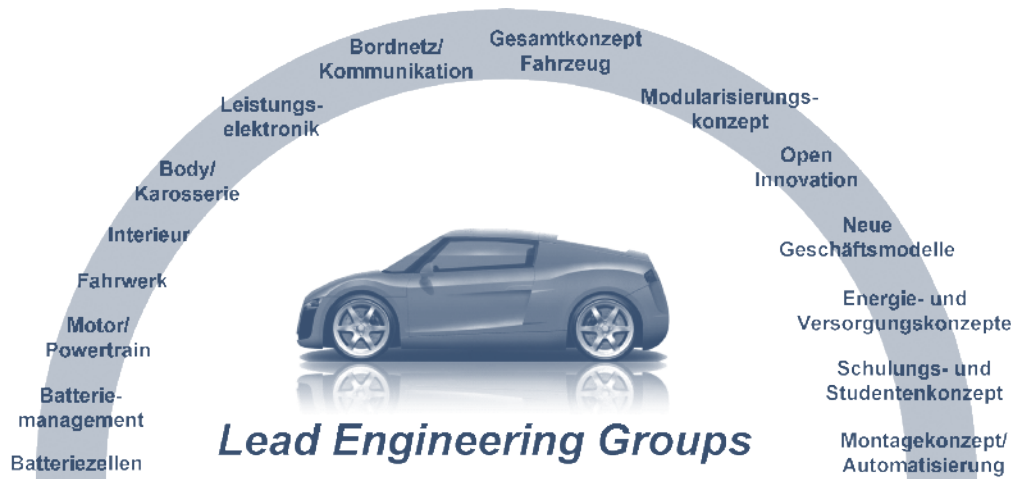 Bordnetz/
Kommunikation
Gesamtkonzept
Fahrzeug
Leistungs-
elektronik
Modularisierungs-
konzept
Body/
Karosserie
Open
Innovation
Interieur
Neue
Geschäftsmodelle
Fahrwerk
Energie- und
Versorgungskonzepte
Motor/
Powertrain
Schulungs- und
Studentenkonzept
Batterie-
management
Lead Engineering Groups
Batteriezellen
Montagekonzept/
Automatisierung